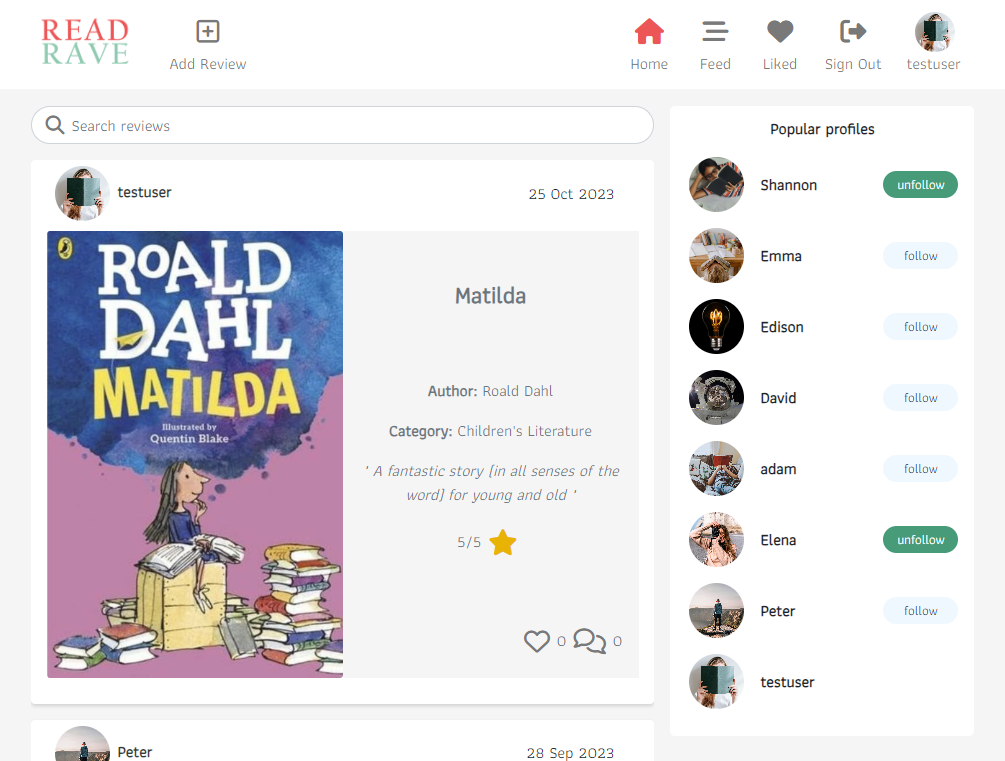 READ
RAVE
Add Review
Home
Feed
Liked
Sign Out
testuser
Search reviews
testuser
25 Oct 2023
ROALD
DAHL
MATILDA
Illustrated by
Quentin Blake
Matilda
Author: Roald Dahl
Category: Children's Literature
' A fantastic story [in all senses of the
word] for young and old '
5/5
0
0
Peter
28 Sep 2023
Popular profiles
Shannon
unfollow
Emma
follow
Edison
follow
David
follow
adam
follow
Elena
unfollow
Peter
follow
testuser